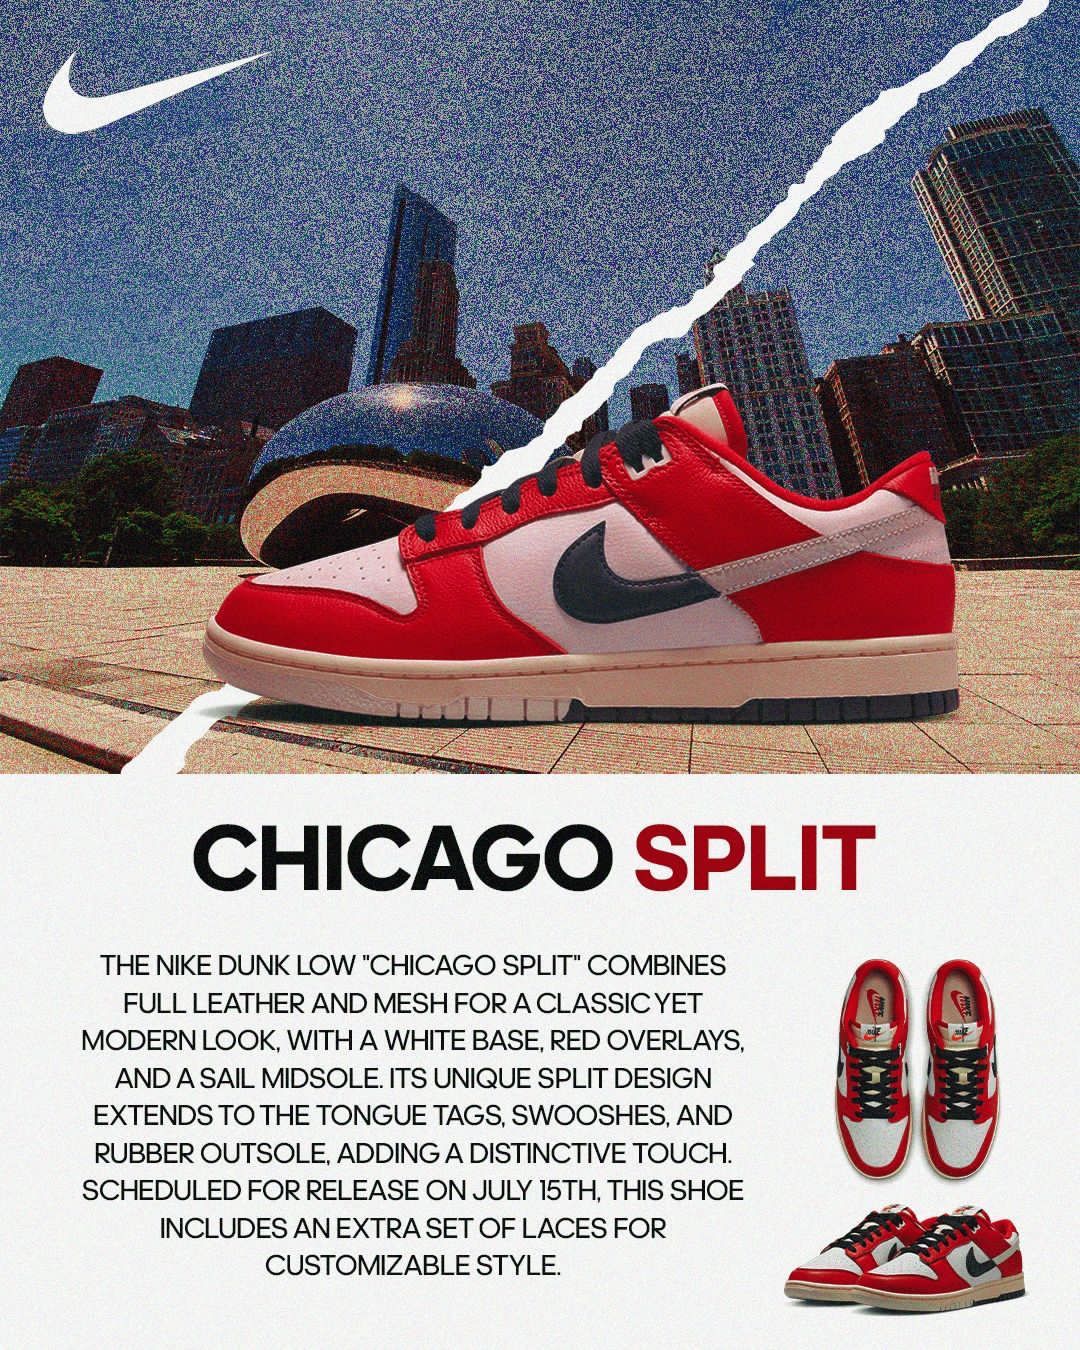 CHICAGO SPLIT
THE NIKE DUNK LOW "CHICAGO SPLIT" COMBINES
FULL LEATHER AND MESH FOR A CLASSIC YET
MODERN LOOK, WITH A WHITE BASE, RED OVERLAYS,
AND A SAIL MIDSOLE. ITS UNIQUE SPLIT DESIGN
EXTENDS TO THE TONGUE TAGS, SWOOSHES, AND
RUBBER OUTSOLE, ADDING A DISTINCTIVE TOUCH.
SCHEDULED FOR RELEASE ON JULY 15TH, THIS SHOE
INCLUDES AN EXTRA SET OF LACES FOR
CUSTOMIZABLE STYLE.